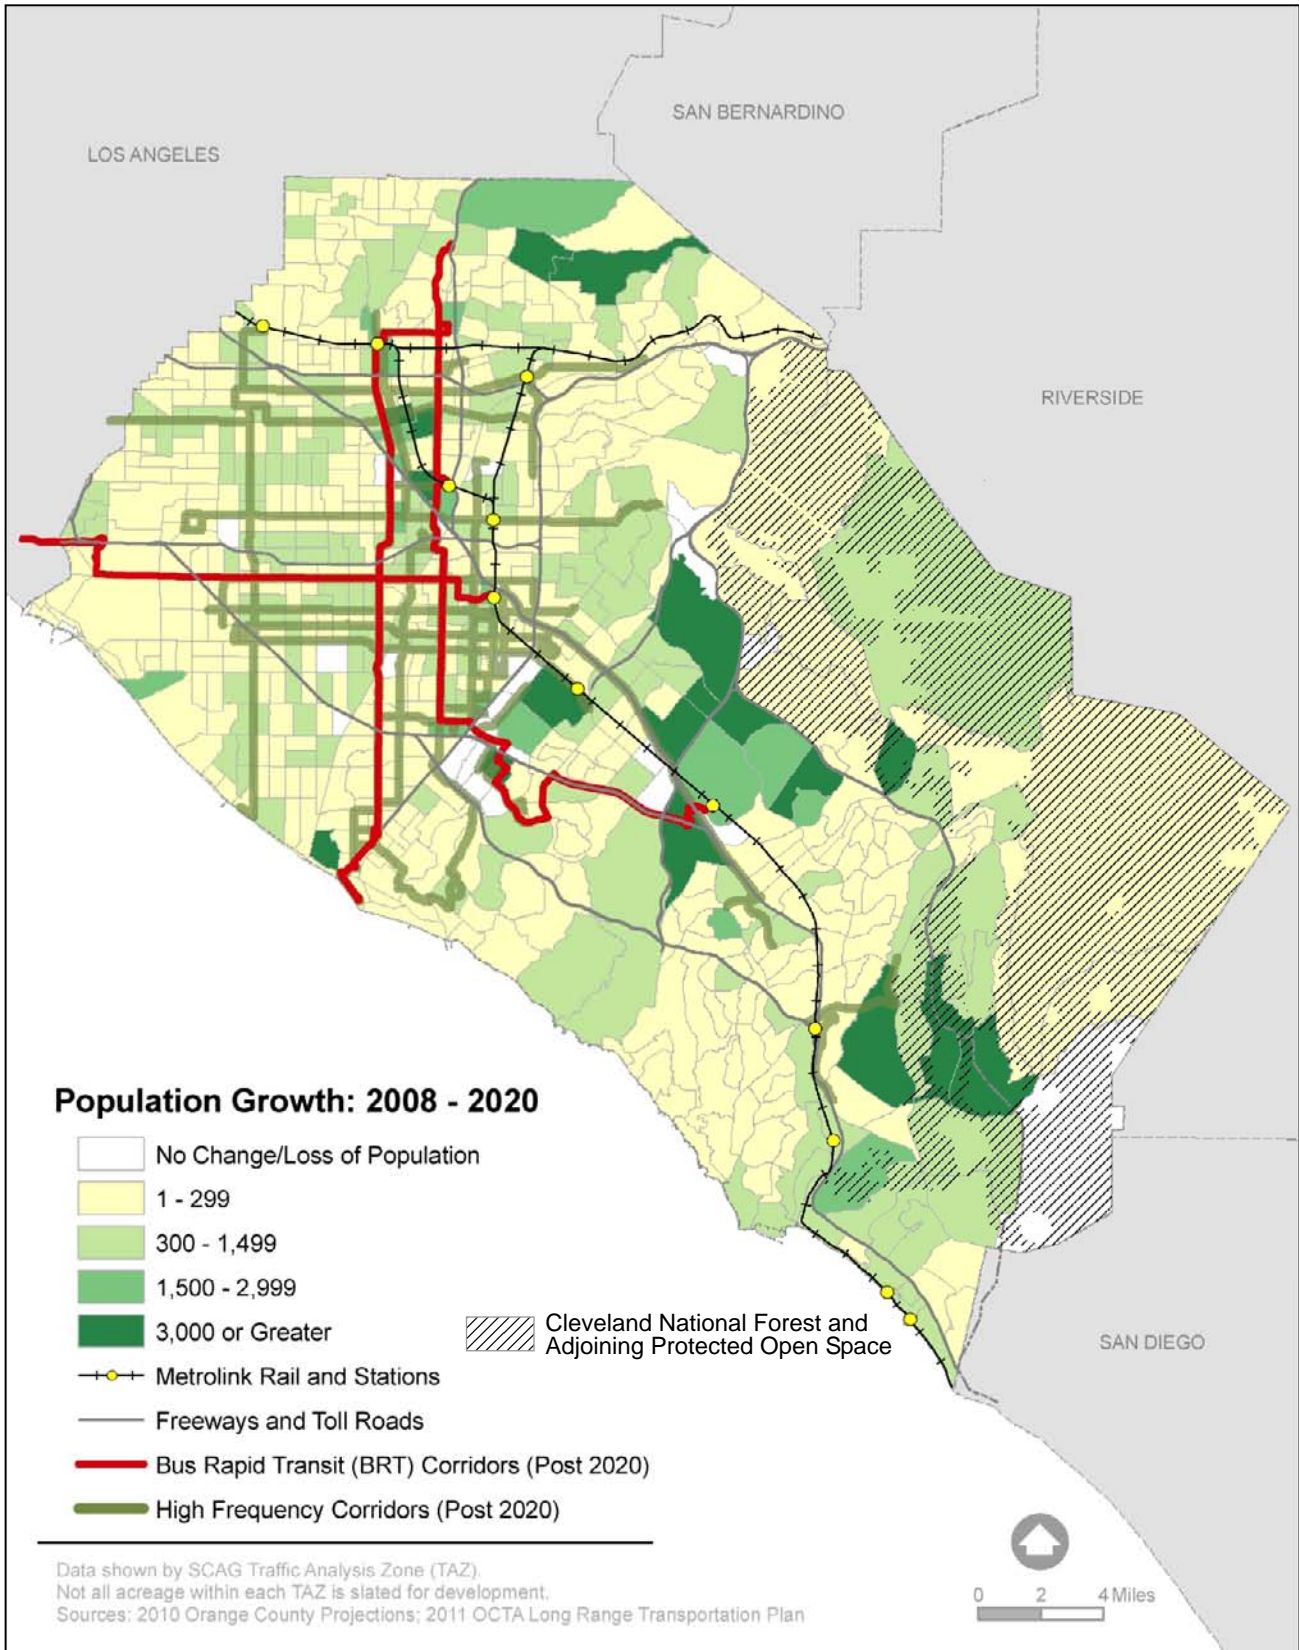 SAN BERNARDINO
LOS ANGELES
RIVERSIDE
Population Growth: 2008 - 2020
No Change/Loss of Population
1 - 299
300 - 1,499
1,500 - 2,999
3,000 or Greater
Cleveland National Forest and
Adjoining Protected Open Space
SAN DIEGO
Metrolink Rail and Stations
Freeways and Toll Roads
Bus Rapid Transit (BRT) Corridors (Post 2020)
High Frequency Corridors (Post 2020)
Data shown by SCAG Traffic Analysis Zone (TAZ).
Not all acreage within each TAZ is slated for development.
Sources: 2010 Orange County Projections; 2011 OCTA Long Range Transportation Plan
0 2 4 Miles